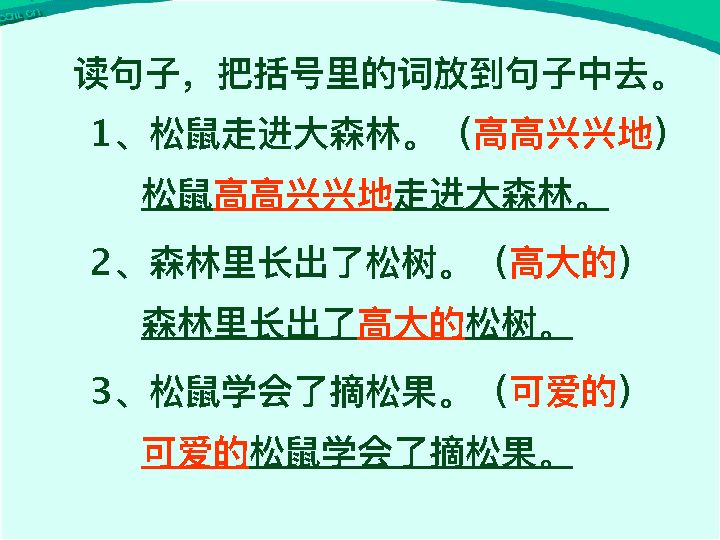 读句子，把括号里的词放到句子中去。
1、松鼠走进大森林。（高高兴兴地）
松鼠高高兴兴地走进大森林。
2、森林里长出了松树。（高大的）
森林里长出了高大的松树。
3、松鼠学会了摘松果。（可爱的）
可爱的松鼠学会了摘松果。